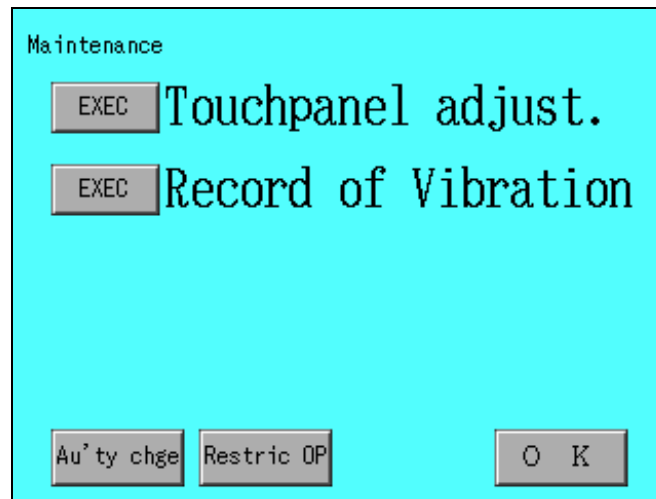 Maintenance
EXEC Touchpanel adjust.
EXEC Record of Vibration
Au'ty chge Restric OP O K